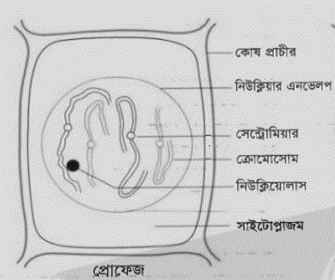 কোষ প্রাচীর
নিউক্লিয়ার এনভেলপ
সেন্ট্রোমিয়ার
ক্রোমোসোম
নিউক্লিয়োলাস
সাইটোপ্লাজম
প্রোফেজ